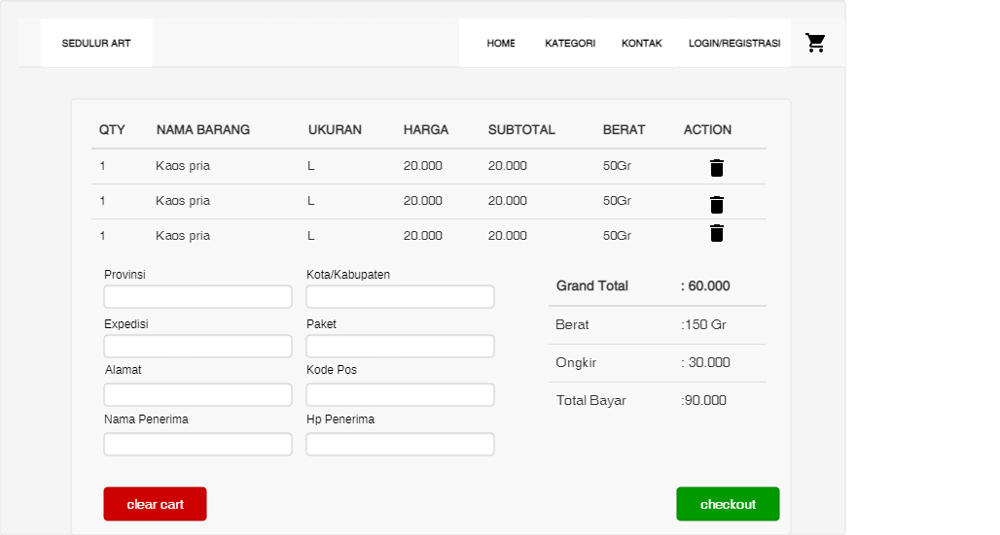 SEDULUR ART HOME KATEGORI KONTAK LOGIN/REGISTRASI
QTY NAMA BARANG UKURAN HARGA SUBTOTAL BERAT ACTION
1 Kaos pria L 20.000 20.000 50Gr
1 Kaos pria L 20.000 20.000 50Gr
1 Kaos pria L 20.000 20.000 50Gr
Provinsi Kota/Kabupaten
Expedisi Paket
Alamat Kode Pos
Nama Penerima Hp Penerima
Grand Total : 60.000
Berat :150 Gr
Ongkir : 30.000
Total Bayar :90.000
clear cart checkout